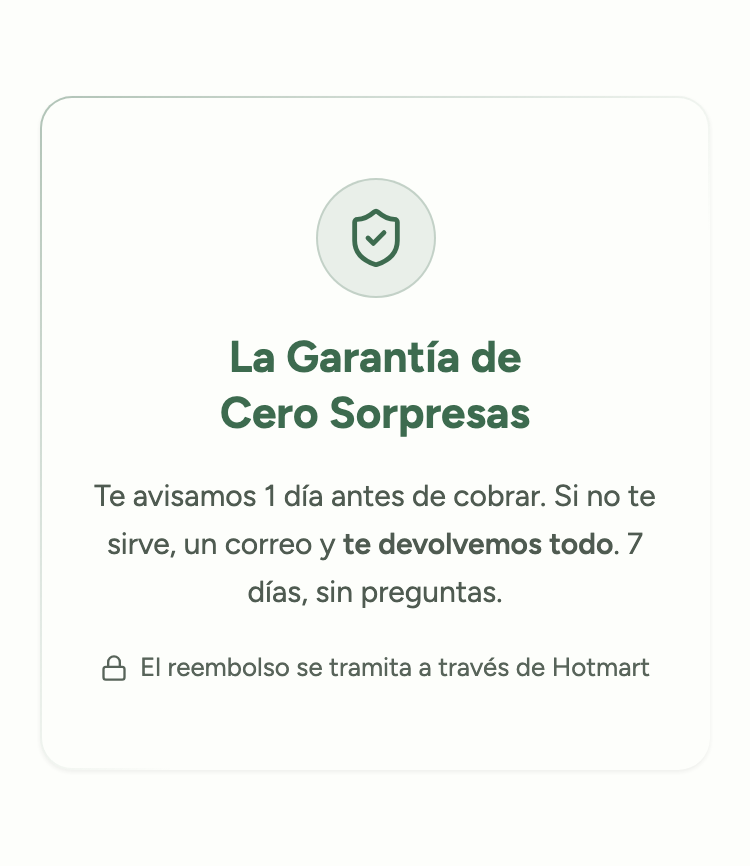 La Garantía de
Cero Sorpresas
Te avisamos 1 día antes de cobrar. Si no te
sirve, un correo y te devolvemos todo. 7
días, sin preguntas.
El reembolso se tramita a través de Hotmart